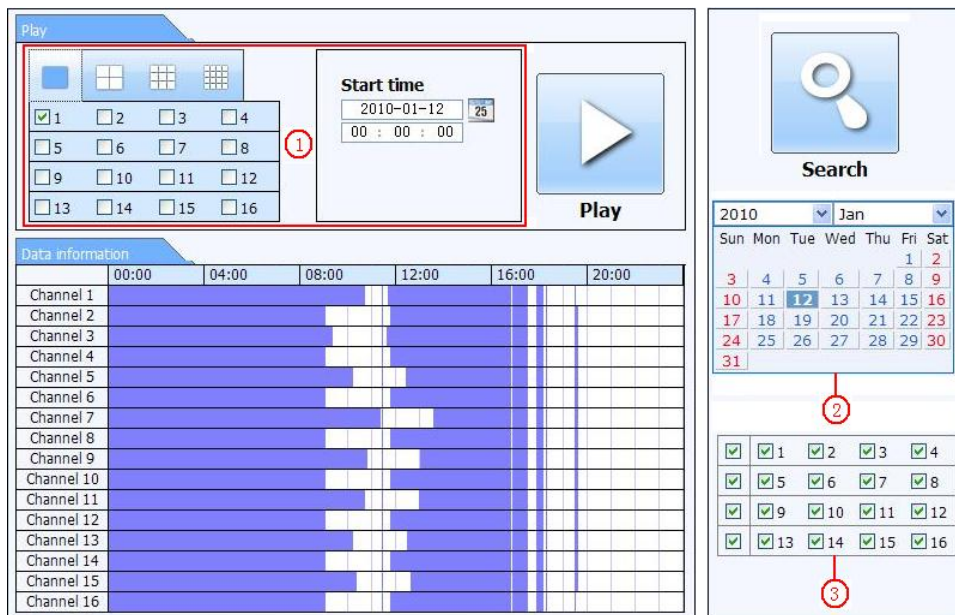 Play
1 2 3 4
5 6 7 8
9 10 11 12
13 14 15 16
1
Start time
2010-01-12 25
00 : 00 : 00
Play
Data information
00:00 04:00 08:00 12:00 16:00 20:00
Channel 1
Channel 2
Channel 3
Channel 4
Channel 5
Channel 6
Channel 7
Channel 8
Channel 9
Channel 10
Channel 11
Channel 12
Channel 13
Channel 14
Channel 15
Channel 16
Search
2010 Jan
Sun Mon Tue Wed Thu Fri Sat
1 2
3 4 5 6 7 8 9
10 11 12 13 14 15 16
17 18 19 20 21 22 23
24 25 26 27 28 29 30
31
2
1 2 3 4
5 6 7 8
9 10 11 12
13 14 15 16
3